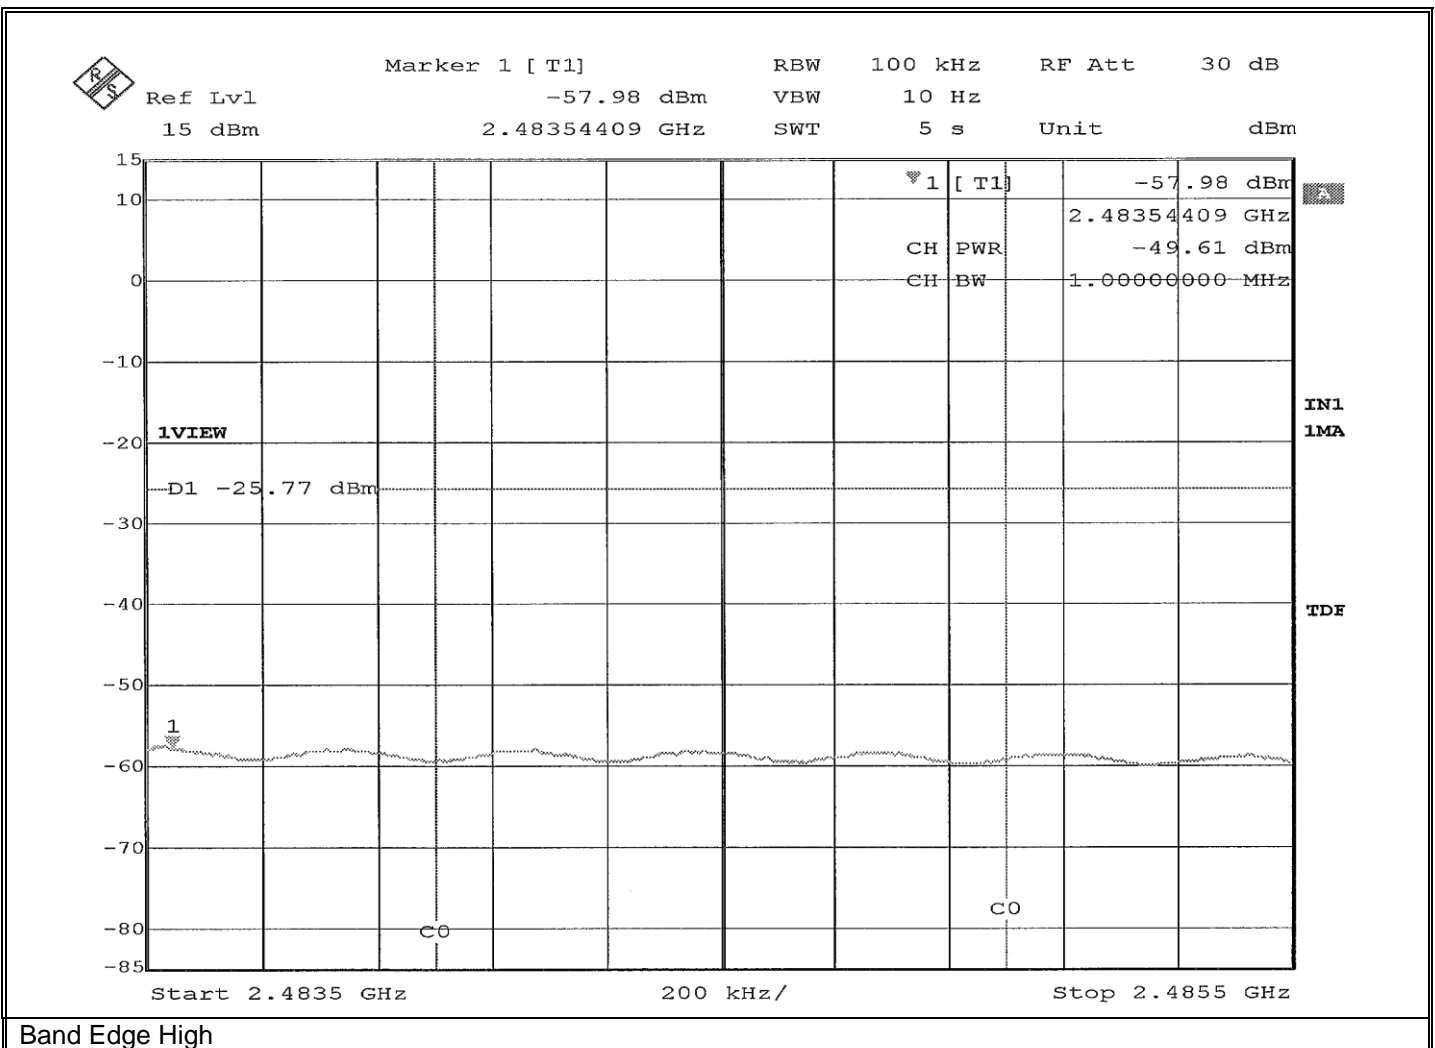 R S
Marker 1 [T1] RBW 100 kHz RF Att 30 dB
Ref Lvl -57.98 dBm VBW 10 Hz
15 dBm 2.48354409 GHz SWT 5 s Unit dBm
15
▼1 [T1] -57.98 dBm
A
10
2.48354409 GHz
CH PWR -49.61 dBm
0
CH BW 1.00000000 MHz
-10
IN1
1VIEW
1MA
-20
D1 -25.77 dBm
-30
-40
TDF
-50
1
-60
-70
C0
-80
C0
-85
Start 2.4835 GHz 200 kHz/ Stop 2.4855 GHz
Band Edge High